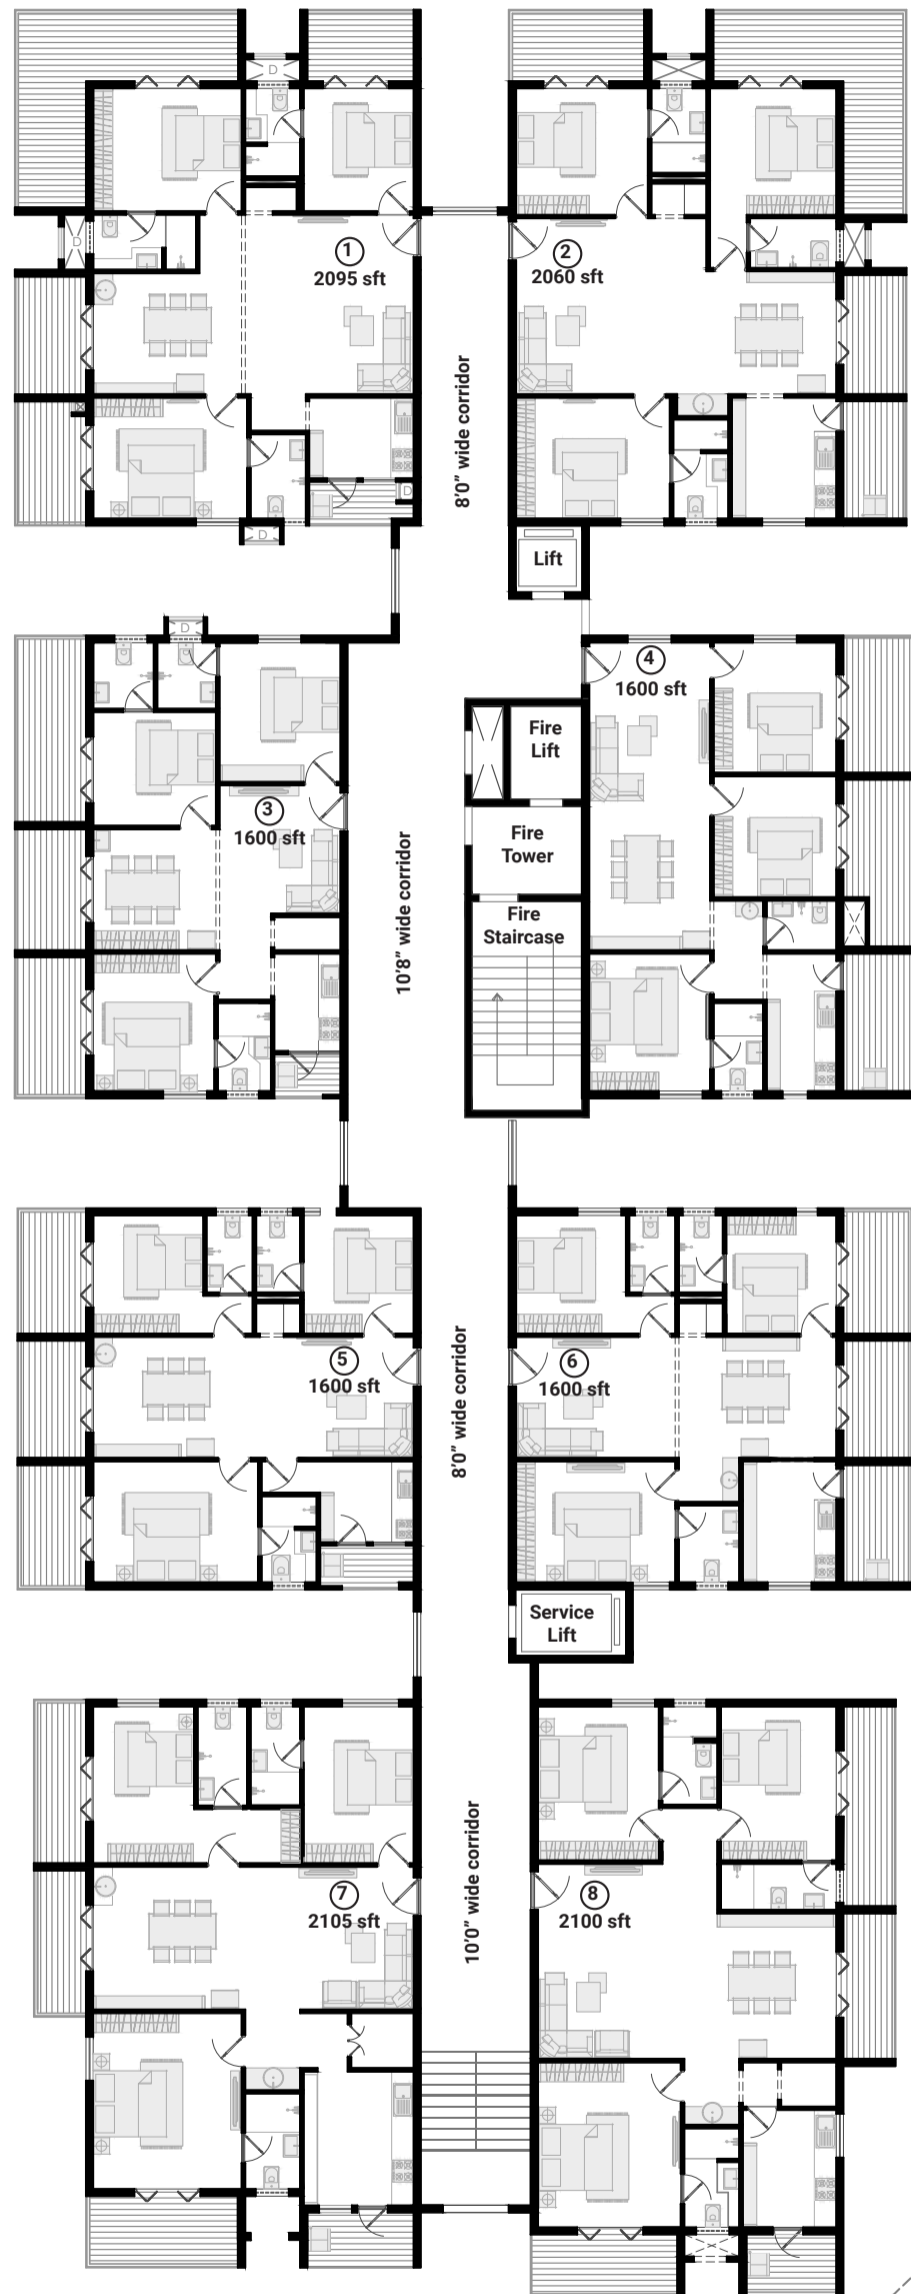 D
1
2095 sft
2
2060 sft
D
8'0" wide corridor
D
D
Lift
D
4
1600 sft
Fire
Lift
3
1600 sft
Fire
Tower
10'8" wide corridor
Fire
Staircase
5
1600 sft
6
1600 sft
8'0" wide corridor
Service
Lift
7
2105 sft
8
2100 sft
10'0" wide corridor